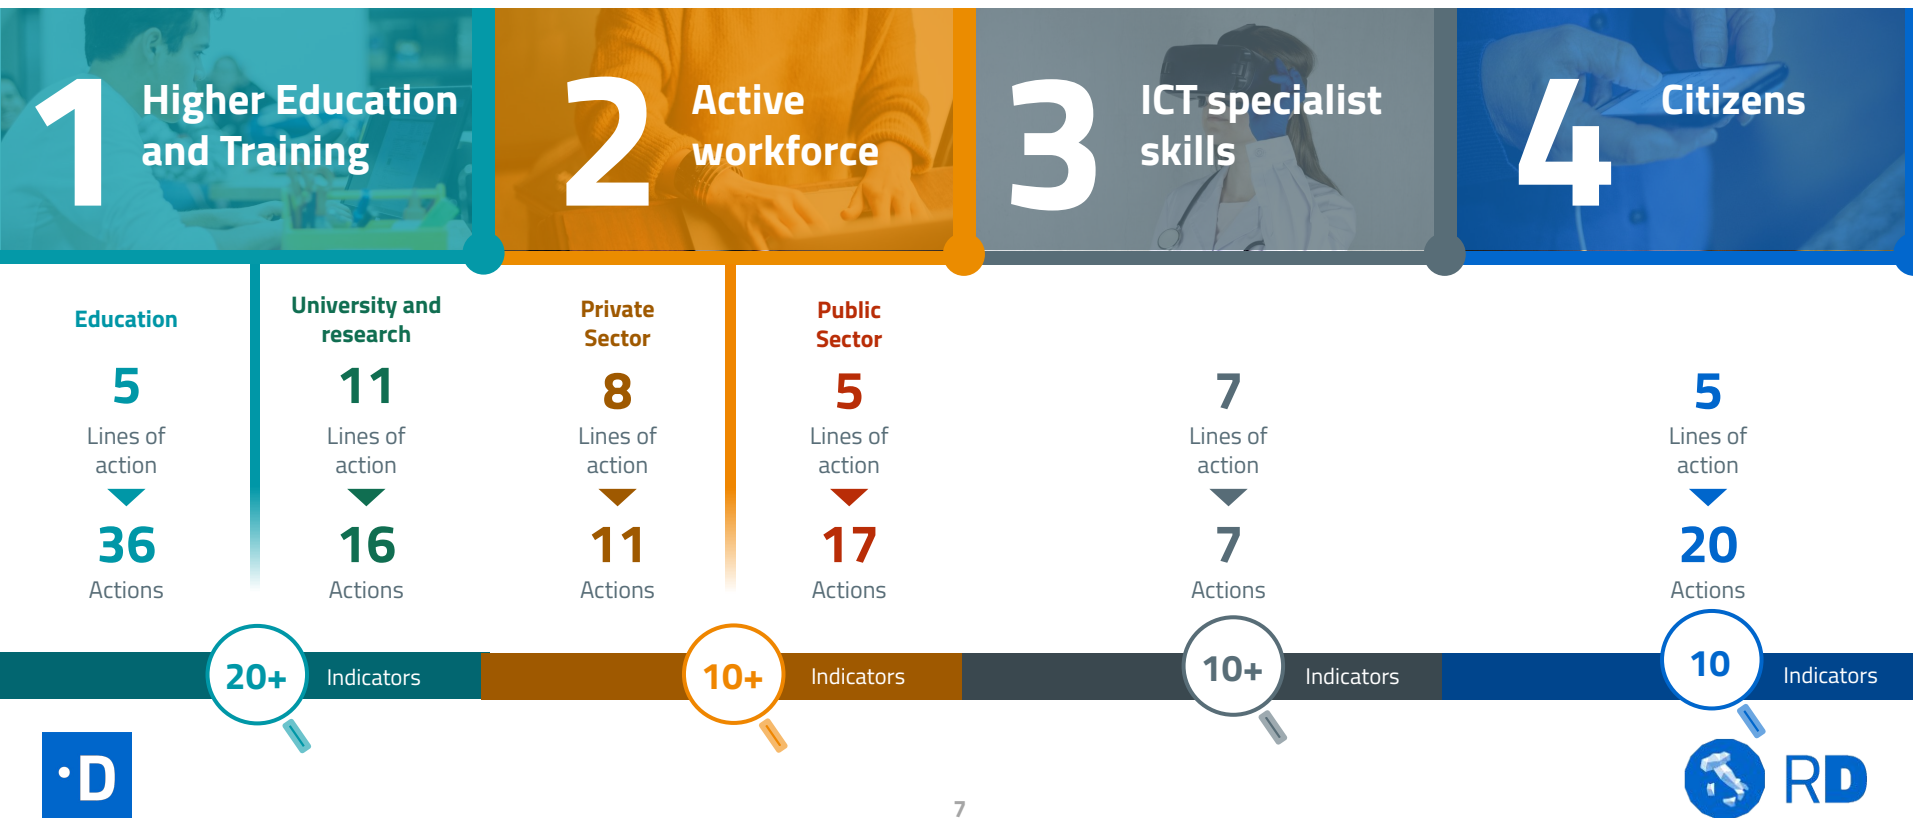 1
Higher Education
and Training
2
Active
workforce
3
ICT specialist
skills
4
Citizens
Education
5
Lines of
action
36
Actions
University and
research
11
Lines of
action
16
Actions
20+
Indicators
Private
Sector
8
Lines of
action
11
Actions
Public
Sector
5
Lines of
action
17
Actions
10+
Indicators
7
Lines of
action
7
Actions
10+
Indicators
5
Lines of
action
20
Actions
10
Indicators
·D
7
RD